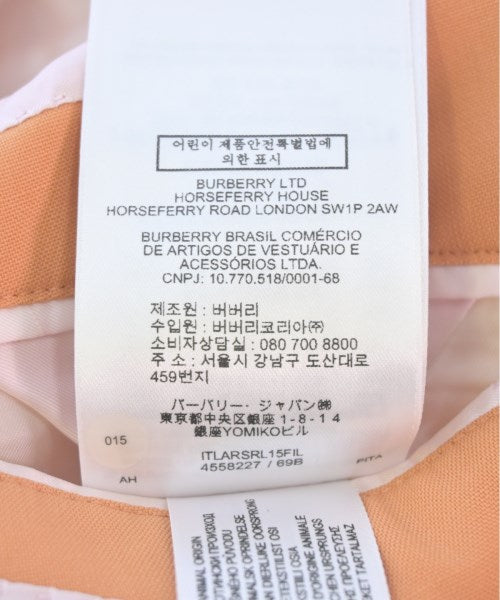 어린이 제품안전특별법에
의한 표시
BURBERRY LTD
HORSEFERRY HOUSE
HORSEFERRY ROAD LONDON SW1P 2AW
BURBERRY BRASIL COMÉRCIO
DE ARTIGOS DE VESTUÁRIO E
ACESSÓRIOS LTDA.
CNPJ: 10.770.518/0001-68
제조원 : 버버리
수입원 : 버버리코리아㈜
소비자상담실 : 080 700 8800
주 소 : 서울시 강남구 도산대로
459번지
バーバリー・ジャパン㈱
東京都中央区銀座 1-8-14
銀座YOMIKOビル
015
ITLARSRL15FIL
4558227 / 69B
AH
PITA
ANIMAL ORIGIN